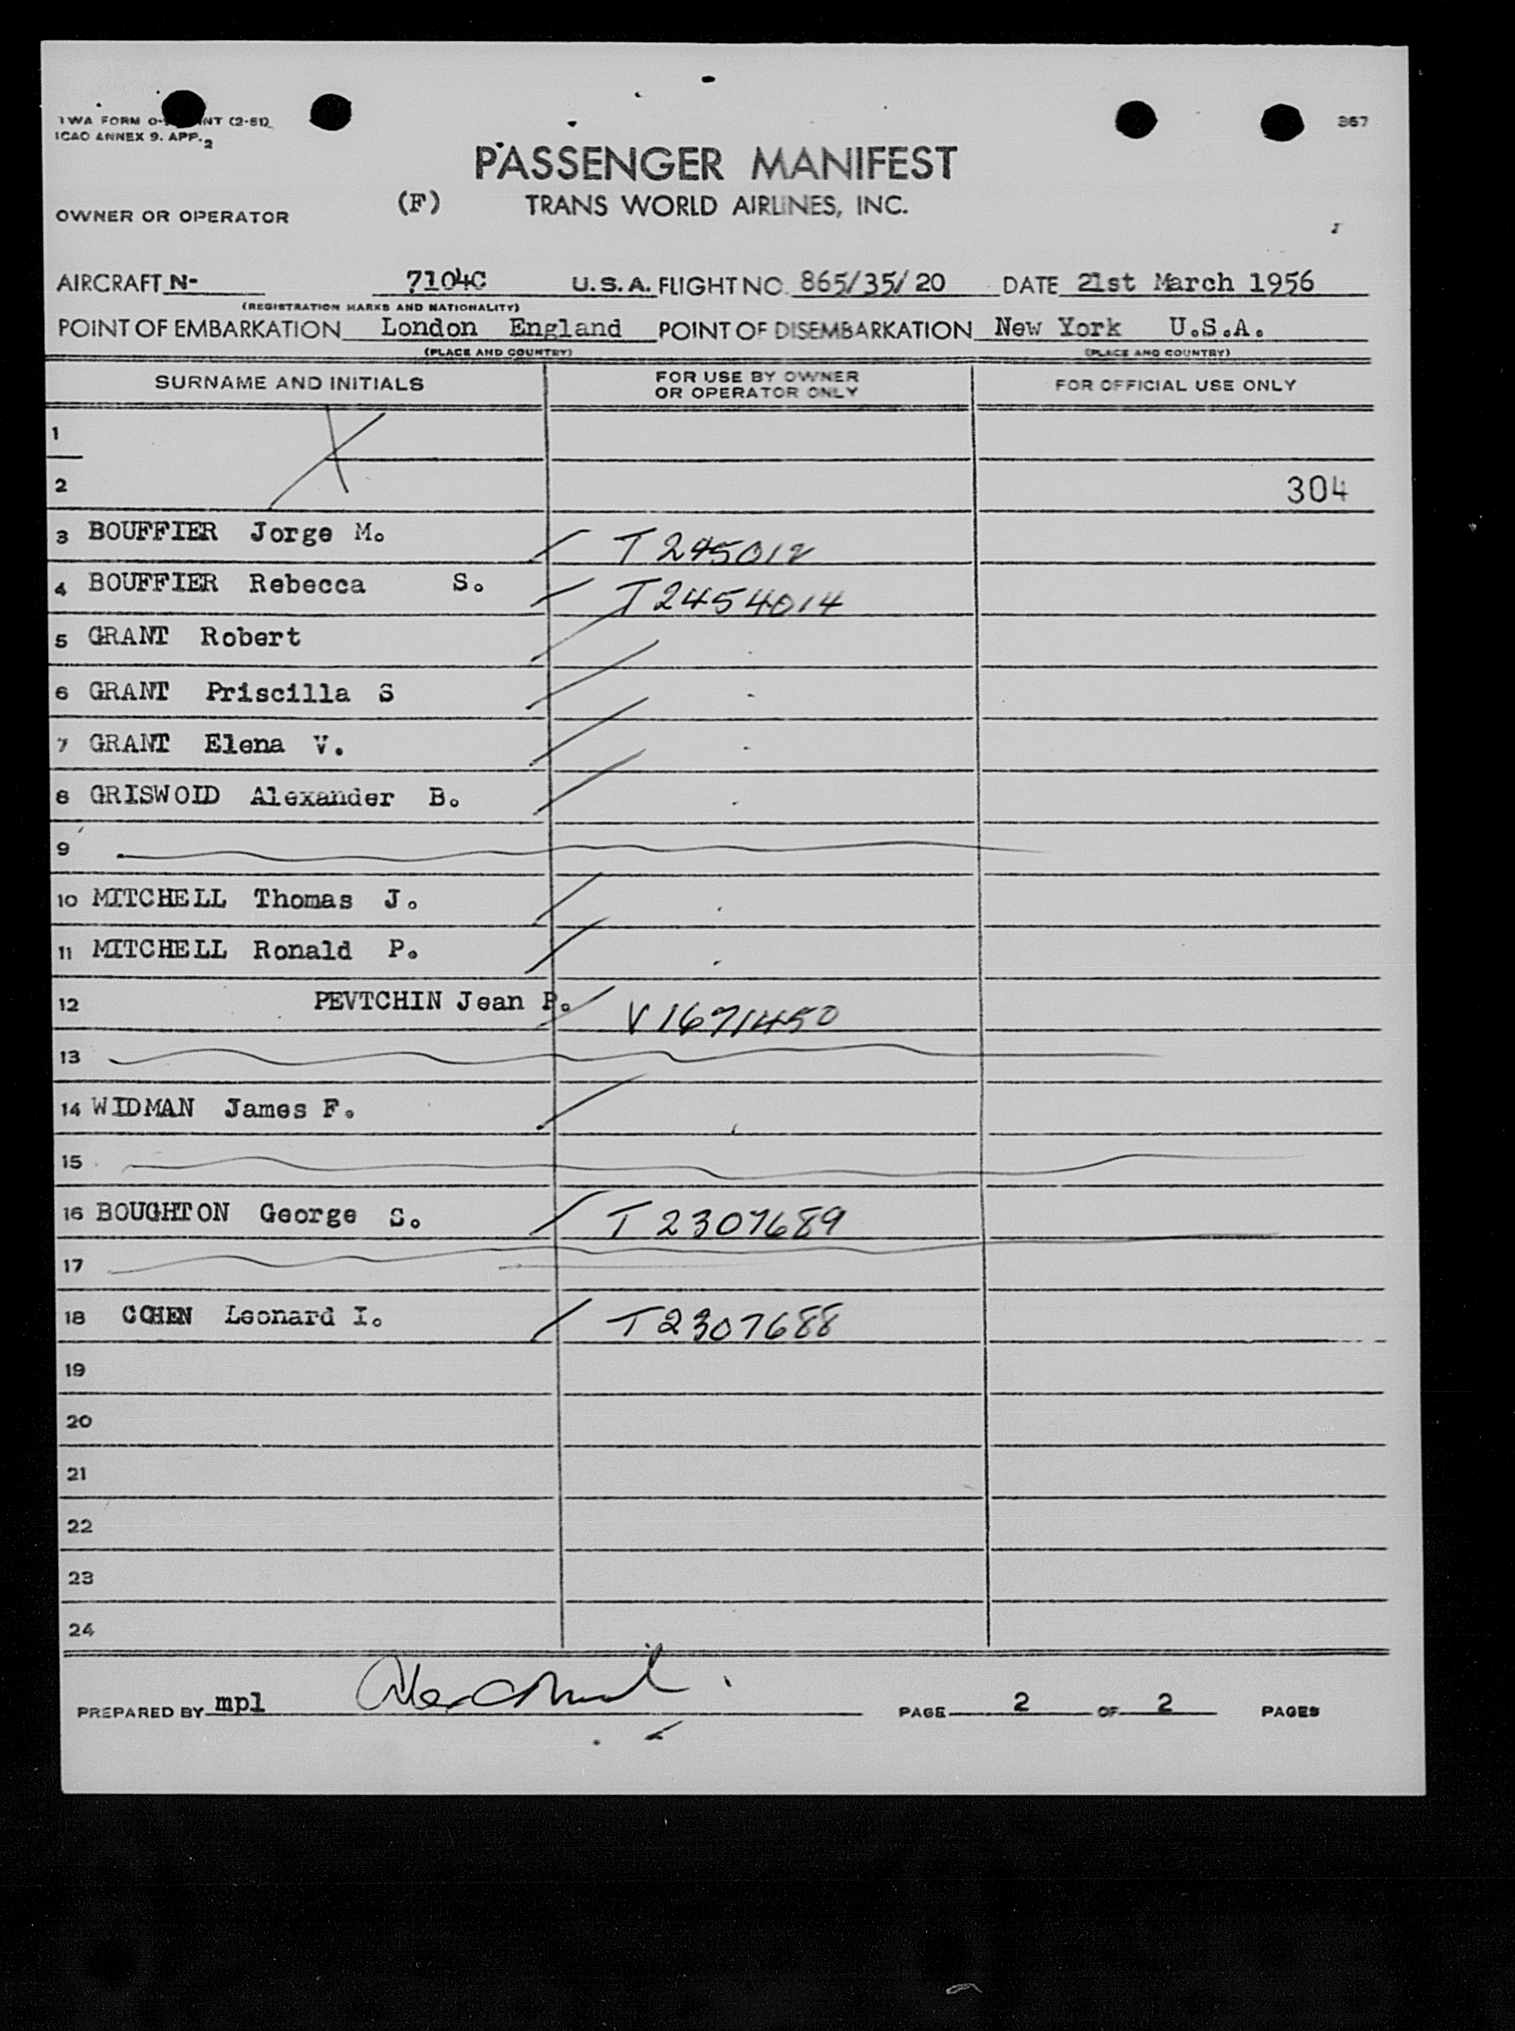 TWA FORM O- NT (2-51)
ICAO ANNEX 9. APP. 2
367
PASSENGER MANIFEST
OWNER OR OPERATOR (F) TRANS WORLD AIRLINES, INC.
AIRCRAFT N- 7104C U.S.A. FLIGHT NO. 865/35/20 DATE 21st March 1956
(REGISTRATION MARKS AND NATIONALITY)
POINT OF EMBARKATION London England POINT OF DISEMBARKATION New York U.S.A.
(PLACE AND COUNTRY) (PLACE AND COUNTRY)
SURNAME AND INITIALS FOR USE BY OWNER OR OPERATOR ONLY FOR OFFICIAL USE ONLY
1
2 304
3 BOUFFIER Jorge M. T245012
4 BOUFFIER Rebecca S. T2454014
5 GRANT Robert
6 GRANT Priscilla S
7 GRANT Elena V.
8 GRISWOID Alexander B.
9
10 MITCHELL Thomas J.
11 MITCHELL Ronald P.
12 PEVTCHIN Jean P. V1671450
13
14 WIDMAN James F.
15
16 BOUGHTON George S. T2307689
17
18 COHEN Leonard I. T2307688
19
20
21
22
23
24
PREPARED BY mpl PAGE 2 OF 2 PAGES